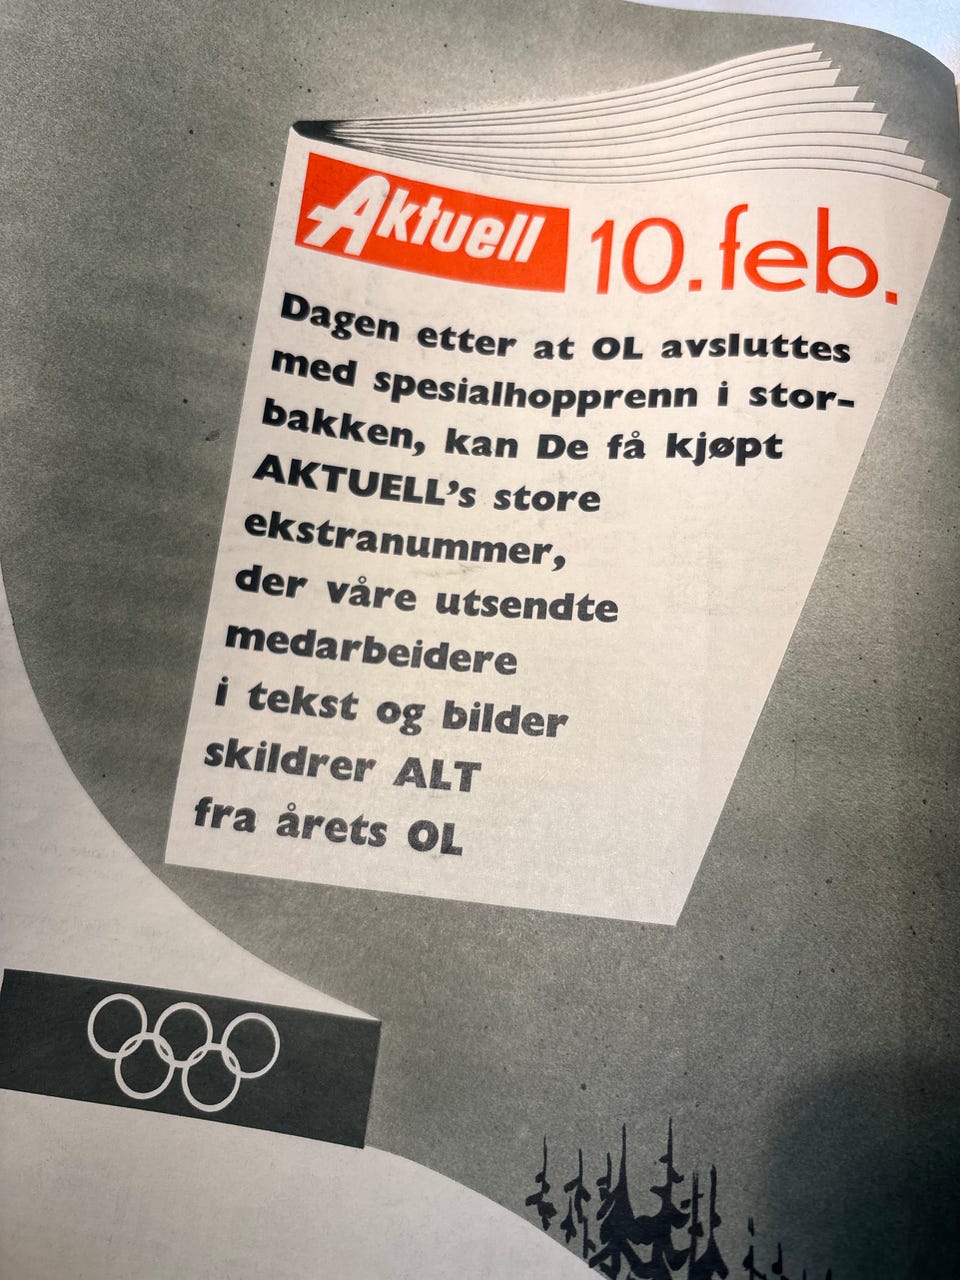 Aktuell 10. feb.
Dagen etter at OL avsluttes
med spesialhopprenn i stor-
bakken, kan De få kjøpt
AKTUELL's store
ekstranummer,
der våre utsendte
medarbeidere
i tekst og bilder
skildrer ALT
fra årets OL